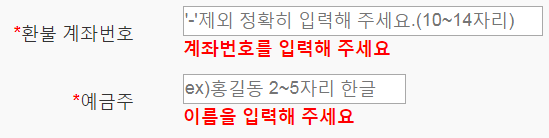 *환불 계좌번호 '-'제외 정확히 입력해 주세요.(10~14자리)
계좌번호를 입력해 주세요
*예금주 ex)홍길동 2~5자리 한글
이름을 입력해 주세요